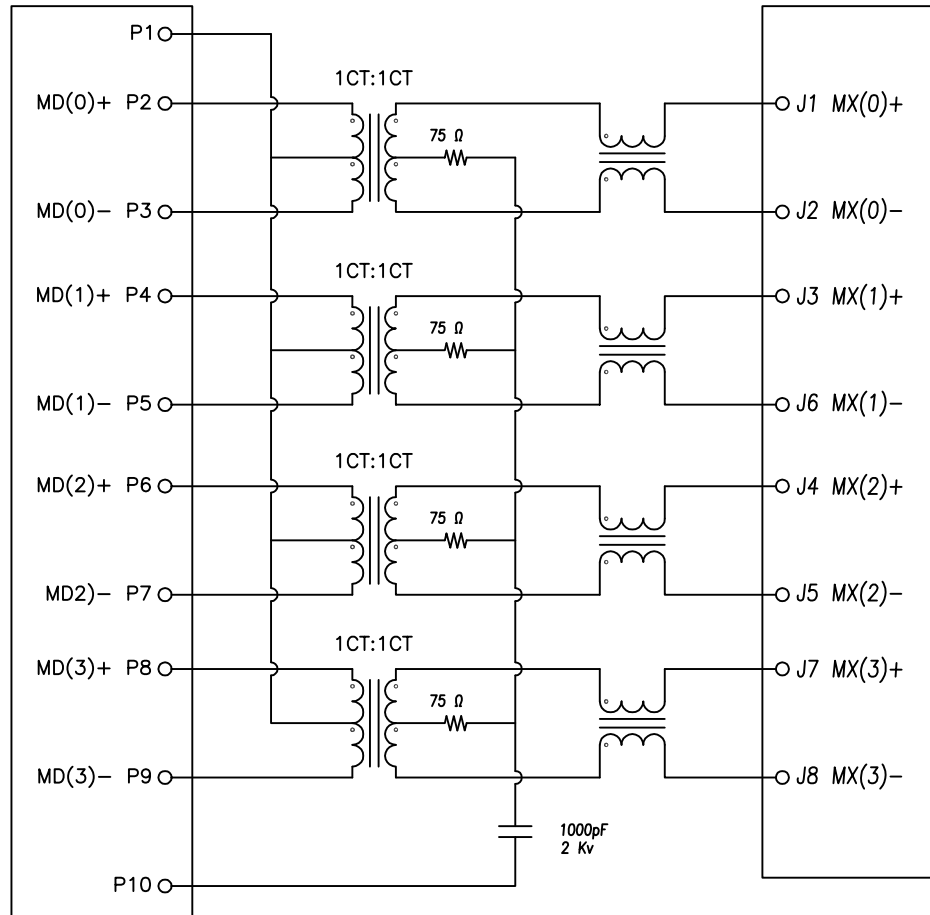 P1
1CT:1CT
MD(0)+ P2
J1 MX(0)+
75 Ω
MD(0)- P3
J2 MX(0)-
1CT:1CT
MD(1)+ P4
J3 MX(1)+
75 Ω
MD(1)- P5
J6 MX(1)-
1CT:1CT
MD(2)+ P6
J4 MX(2)+
75 Ω
MD2)- P7
J5 MX(2)-
1CT:1CT
MD(3)+ P8
J7 MX(3)+
75 Ω
MD(3)- P9
J8 MX(3)-
1000pF
2 Kv
P10